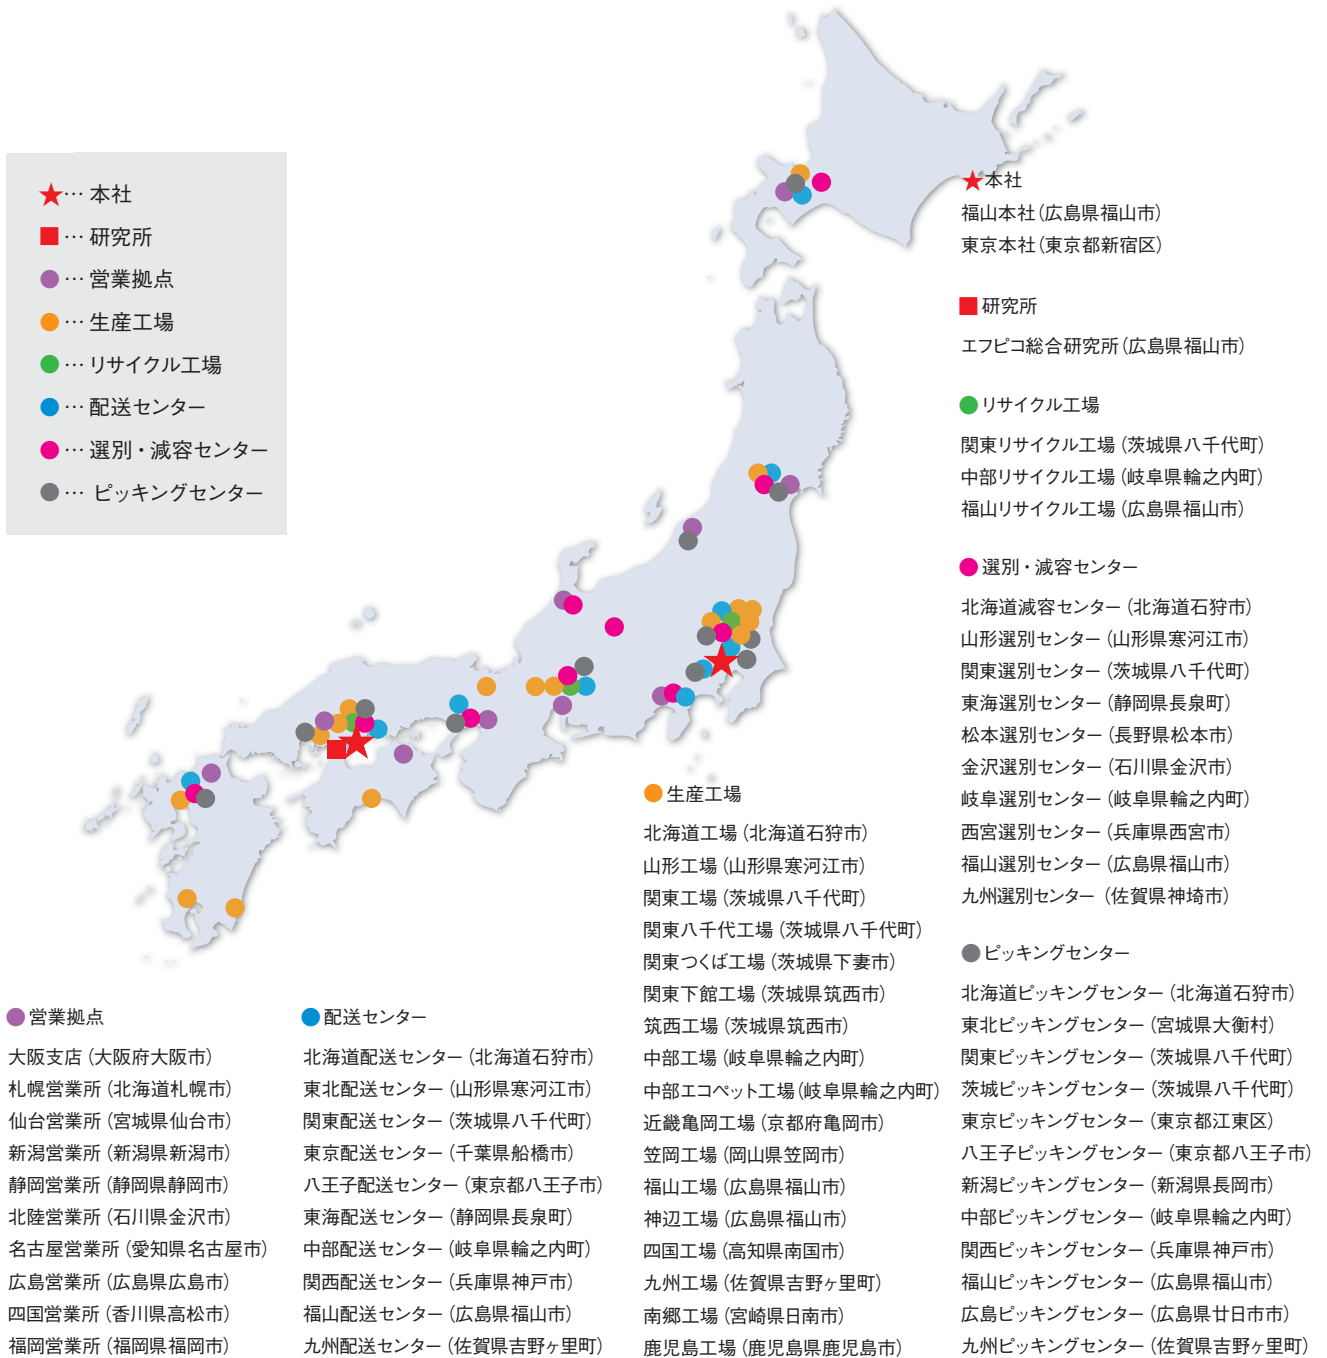 … 本社
… 研究所
… 営業拠点
… 生産工場
… リサイクル工場
… 配送センター
… 選別・減容センター
… ピッキングセンター
本社
福山本社（広島県福山市）
東京本社（東京都新宿区）
研究所
エフピコ総合研究所（広島県福山市）
リサイクル工場
関東リサイクル工場（茨城県八千代町）
中部リサイクル工場（岐阜県輪之内町）
福山リサイクル工場（広島県福山市）
選別・減容センター
北海道減容センター（北海道石狩市）
山形選別センター（山形県寒河江市）
関東選別センター（茨城県八千代町）
東海選別センター（静岡県長泉町）
松本選別センター（長野県松本市）
金沢選別センター（石川県金沢市）
岐阜選別センター（岐阜県輪之内町）
西宮選別センター（兵庫県西宮市）
福山選別センター（広島県福山市）
九州選別センター（佐賀県神埼市）
ピッキングセンター
北海道ピッキングセンター（北海道石狩市）
東北ピッキングセンター（宮城県大衡村）
関東ピッキングセンター（茨城県八千代町）
茨城ピッキングセンター（茨城県八千代町）
東京ピッキングセンター（東京都江東区）
八王子ピッキングセンター（東京都八王子市）
新潟ピッキングセンター（新潟県長岡市）
中部ピッキングセンター（岐阜県輪之内町）
関西ピッキングセンター（兵庫県神戸市）
福山ピッキングセンター（広島県福山市）
広島ピッキングセンター（広島県廿日市市）
九州ピッキングセンター（佐賀県吉野ヶ里町）
生産工場
北海道工場（北海道石狩市）
山形工場（山形県寒河江市）
関東工場（茨城県八千代町）
関東八千代工場（茨城県八千代町）
関東つくば工場（茨城県下妻市）
関東下館工場（茨城県筑西市）
筑西工場（茨城県筑西市）
中部工場（岐阜県輪之内町）
中部エコペット工場（岐阜県輪之内町）
近畿亀岡工場（京都府亀岡市）
笠岡工場（岡山県笠岡市）
福山工場（広島県福山市）
神辺工場（広島県福山市）
四国工場（高知県南国市）
九州工場（佐賀県吉野ヶ里町）
南郷工場（宮崎県日南市）
鹿児島工場（鹿児島県鹿児島市）
営業拠点
大阪支店（大阪府大阪市）
札幌営業所（北海道札幌市）
仙台営業所（宮城県仙台市）
新潟営業所（新潟県新潟市）
静岡営業所（静岡県静岡市）
北陸営業所（石川県金沢市）
名古屋営業所（愛知県名古屋市）
広島営業所（広島県広島市）
四国営業所（香川県高松市）
福岡営業所（福岡県福岡市）
配送センター
北海道配送センター（北海道石狩市）
東北配送センター（山形県寒河江市）
関東配送センター（茨城県八千代町）
東京配送センター（千葉県船橋市）
八王子配送センター（東京都八王子市）
東海配送センター（静岡県長泉町）
中部配送センター（岐阜県輪之内町）
関西配送センター（兵庫県神戸市）
福山配送センター（広島県福山市）
九州配送センター（佐賀県吉野ヶ里町）